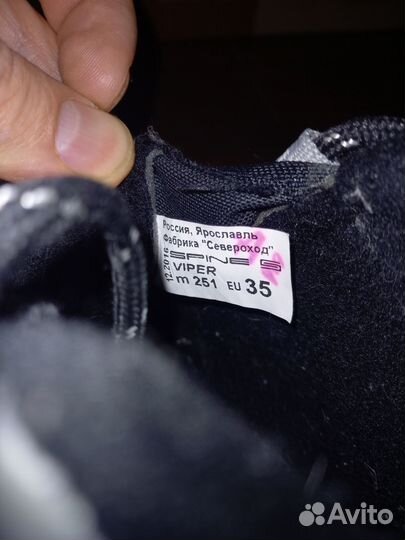 Россия, Ярославль
Фабрика "Североход"
12.2016
SPINE
VIPER
m 251 EU 35
Avito